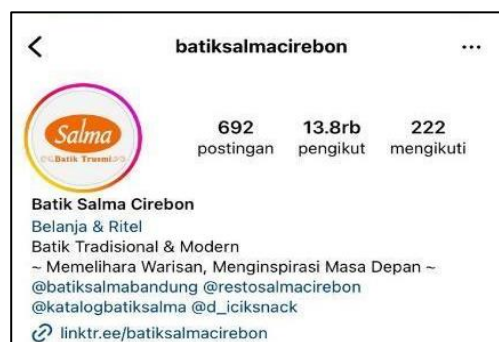 batiksalmacirebon
Salma
Batik Trusmi
692 13.8rb 222
postingan pengikut mengikuti
Batik Salma Cirebon
Belanja & Ritel
Batik Tradisional & Modern
~ Memelihara Warisan, Menginspirasi Masa Depan ~
@batiksalmabandung @restosalmacirebon
@katalogbatiksalma @d_iciksnack
linktr.ee/batiksalmacirebon